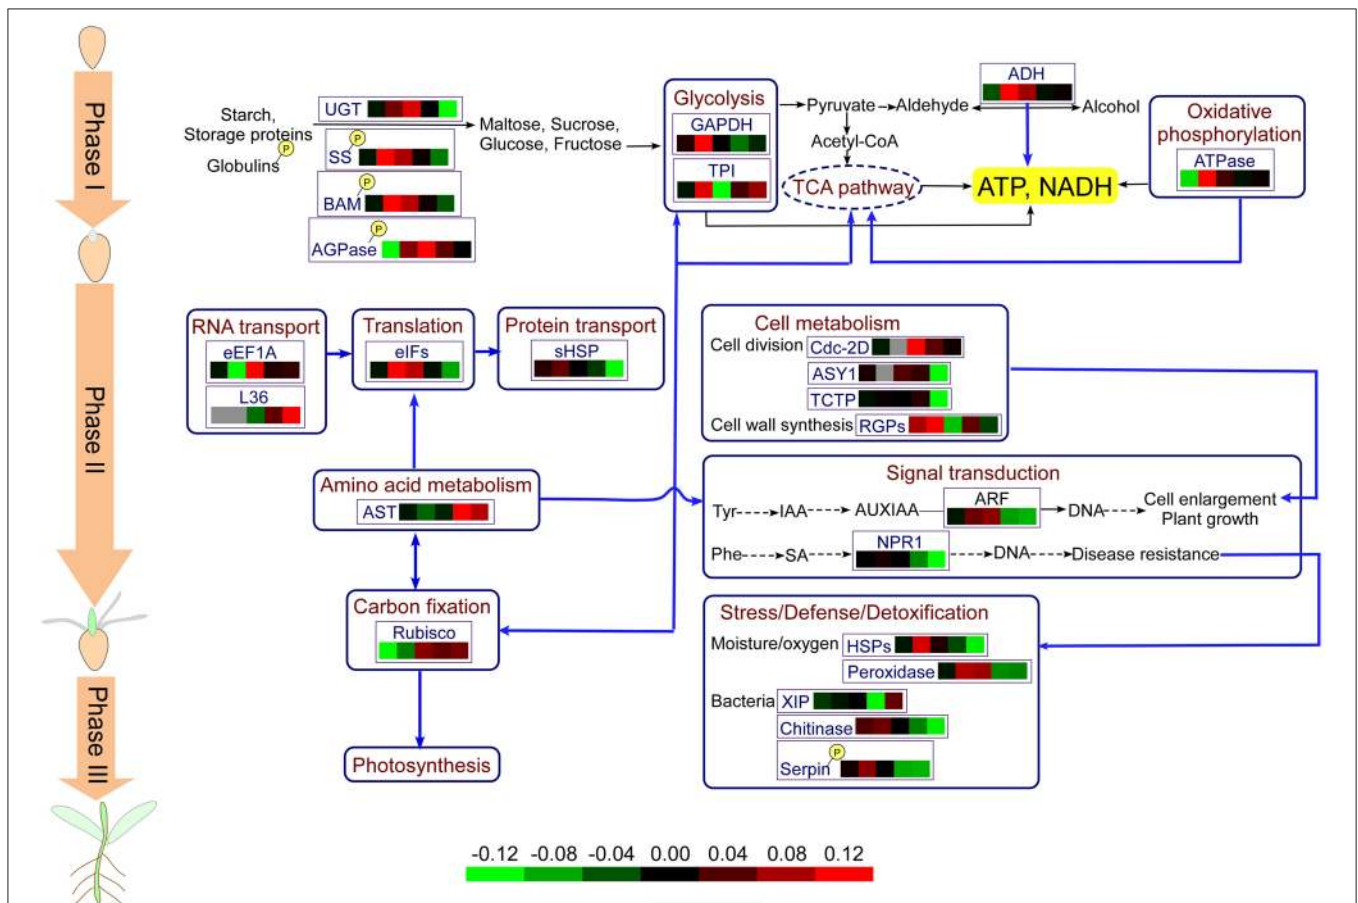 Phase I
Phase II
Phase III
Starch,
Storage proteins
Globulins
P
UGT
SS
P
BAM
P
AGPase
P
Maltose, Sucrose,
Glucose, Fructose
Glycolysis
GAPDH
TPI
Pyruvate
Aldehyde
Alcohol
ADH
Acetyl-CoA
TCA pathway
ATP, NADH
Oxidative
phosphorylation
ATPase
RNA transport
eEF1A
L36
Translation
eIFs
Protein transport
sHSP
Cell metabolism
Cell division
Cdc-2D
ASY1
TCTP
Cell wall synthesis
RGPs
Amino acid metabolism
AST
Signal transduction
Tyr
IAA
AUXIAA
ARF
DNA
Cell enlargement
Plant growth
Phe
SA
NPR1
DNA
Disease resistance
Carbon fixation
Rubisco
Photosynthesis
Stress/Defense/Detoxification
Moisture/oxygen
HSPs
Peroxidase
Bacteria
XIP
Chitinase
Serpin
P
-0.12 -0.08 -0.04 0.00 0.04 0.08 0.12